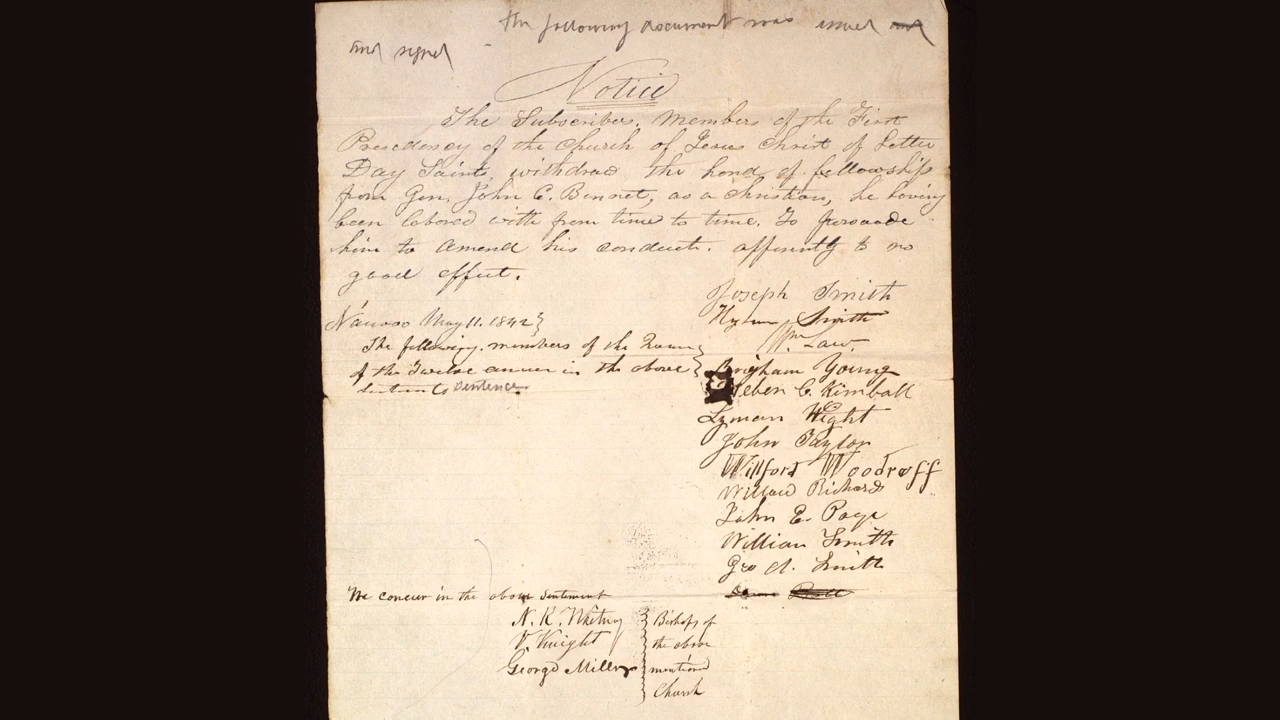 the following document was issued and
and signed
Notice
The Subscribers, Members of the First
Presedency of the Church of Jesus Christ of Latter
Day Saints, withdraw the hand of fellowship
from Gen. John C. Bennet, as a christian, he having
been labored with from time to time. To persuade
him to amend his conduct. apperently to no
good effect.
Joseph Smith
Hyrum Smith
Wm Law
Nauvoo May 11. 1842
The following members of the Quorum
of the Twelve concur in the above
sentence
Brigham Young
Heber C. Kimball
Lyman Wight
John Taylor
Wilford Woodruff
Willard Richards
John E. Page
William Smith
Geo A. Smith
We concur in the above sentiment
N. K. Whitney
V. Knight
George Miller
Bishops of
the above
mentioned
Church